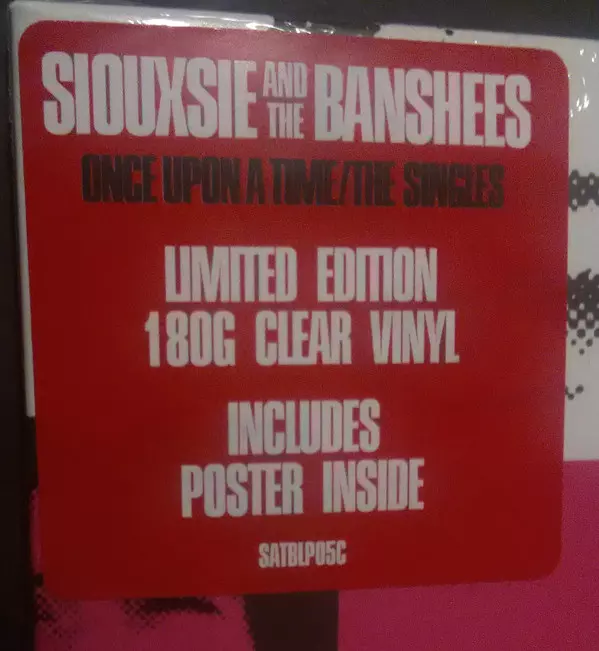 SIOUXSIE AND THE BANSHEES
ONCE UPON A TIME/THE SINGLES
LIMITED EDITION
180G CLEAR VINYL
INCLUDES
POSTER INSIDE
SATBLP05C